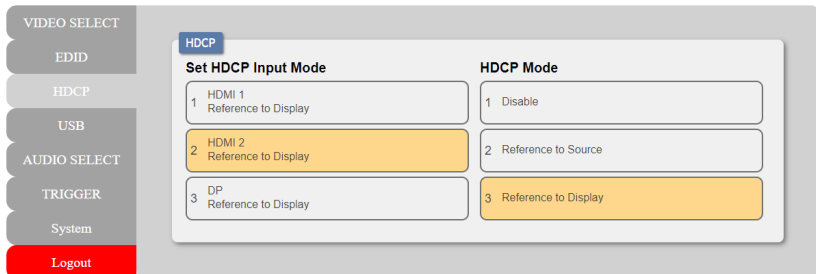 VIDEO SELECT
EDID
HDCP
USB
AUDIO SELECT
TRIGGER
System
Logout
HDCP
Set HDCP Input Mode
1 HDMI 1
Reference to Display
2 HDMI 2
Reference to Display
3 DP
Reference to Display
HDCP Mode
1 Disable
2 Reference to Source
3 Reference to Display